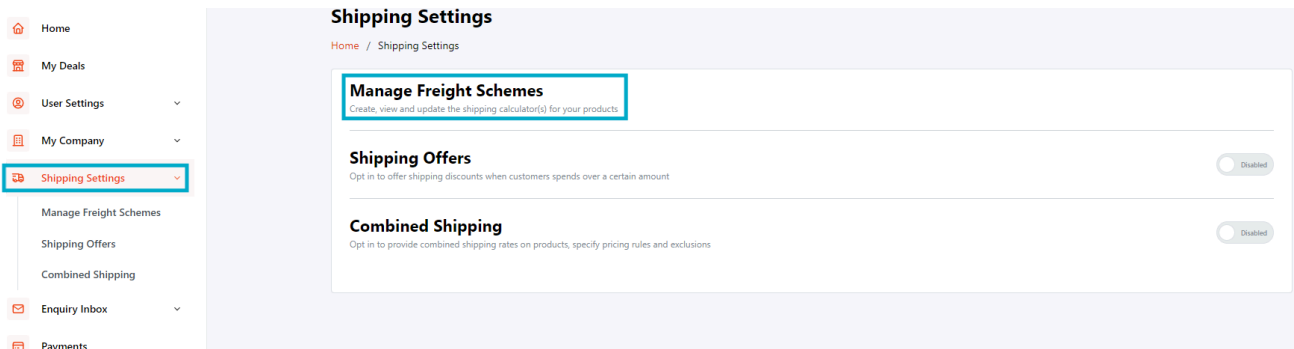 Home
My Deals
User Settings
My Company
Shipping Settings
Manage Freight Schemes
Shipping Offers
Combined Shipping
Enquiry Inbox
Payments
Shipping Settings
Home / Shipping Settings
Manage Freight Schemes
Create, view and update the shipping calculator(s) for your products
Shipping Offers
Opt in to offer shipping discounts when customers spends over a certain amount
Disabled
Combined Shipping
Opt in to provide combined shipping rates on products, specify pricing rules and exclusions
Disabled